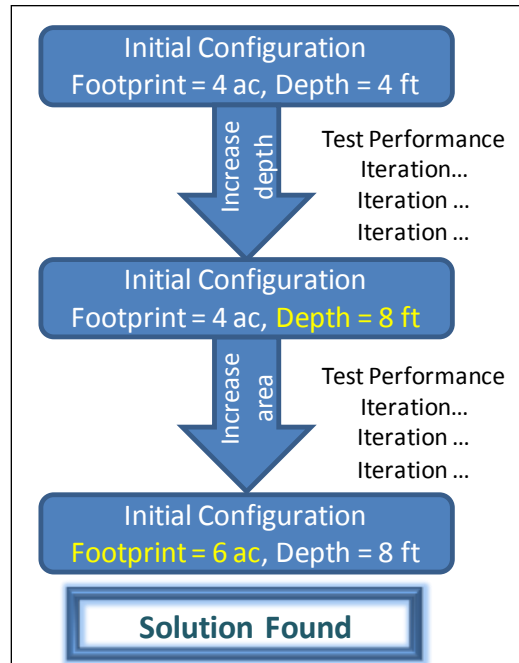 Initial Configuration
Footprint = 4 ac, Depth = 4 ft
Increase
depth
Test Performance
Iteration...
Iteration ...
Iteration ...
Initial Configuration
Footprint = 4 ac, Depth = 8 ft
Increase
area
Test Performance
Iteration...
Iteration ...
Iteration ...
Initial Configuration
Footprint = 6 ac, Depth = 8 ft
Solution Found